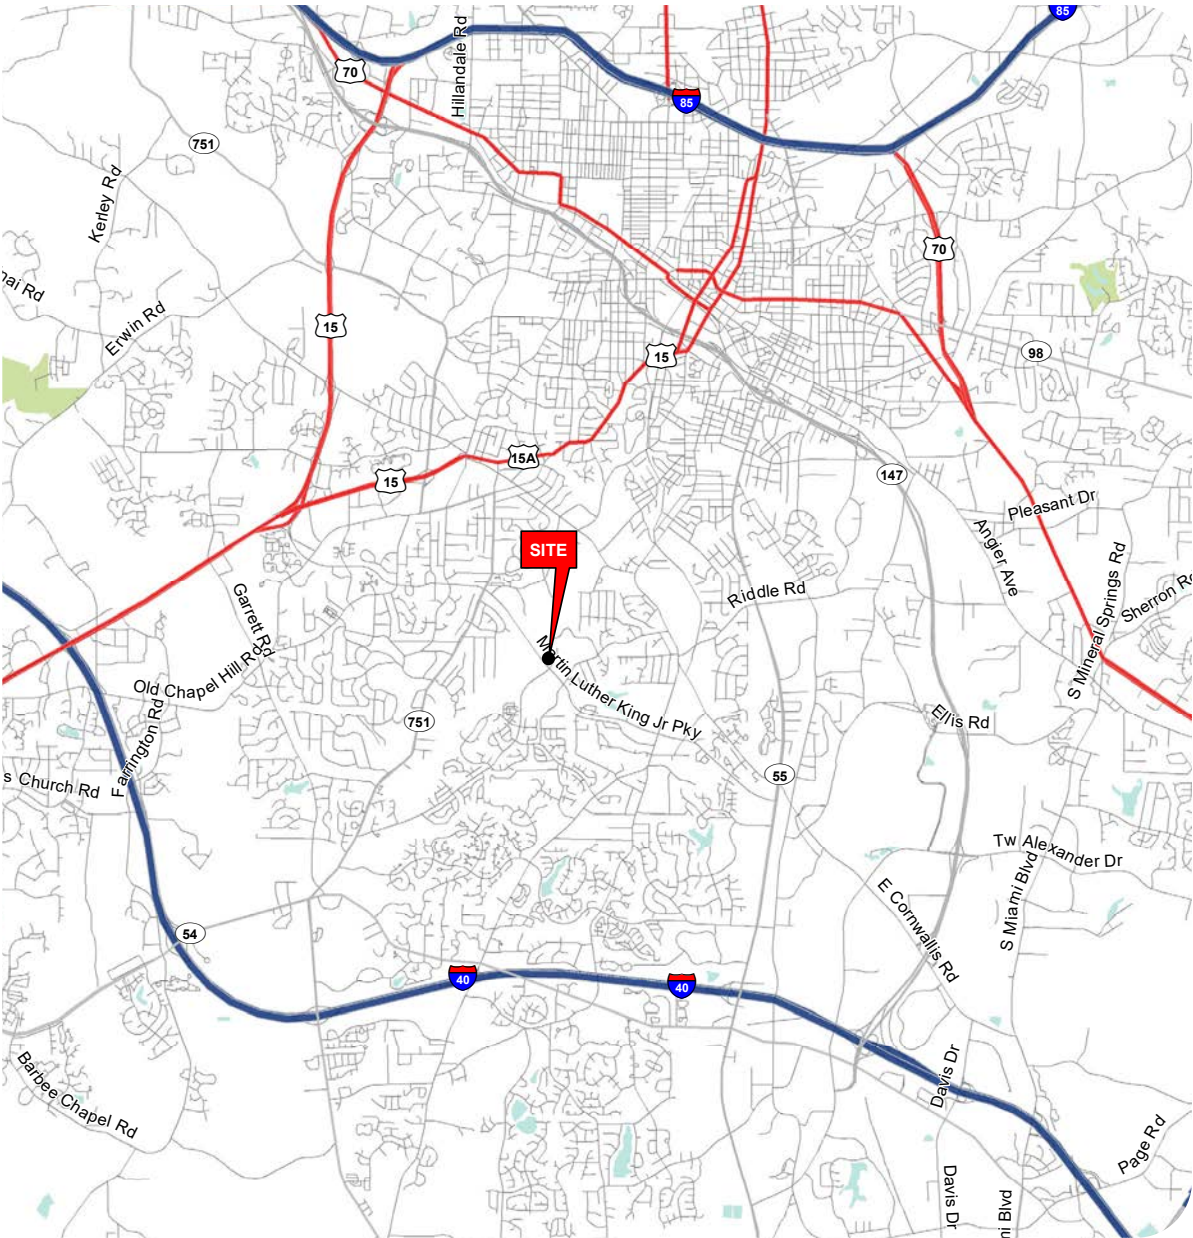 85
70
Hillandale Rd
85
751
Kerley Rd
70
Erwin Rd
15
98
15
15A
15
147
Pleasant Dr
Angier Ave
SITE
Riddle Rd
S Mineral Springs Rd
Sherron Rd
Garrett Rd
Martin Luther King Jr Pky
Old Chapel Hill Rd
Farrington Rd
751
Ellis Rd
s Church Rd
55
Tw Alexander Dr
S Miami Blvd
E Cornwallis Rd
54
40
40
Davis Dr
Barbee Chapel Rd
Page Rd
Davis Dr
mi Blvd